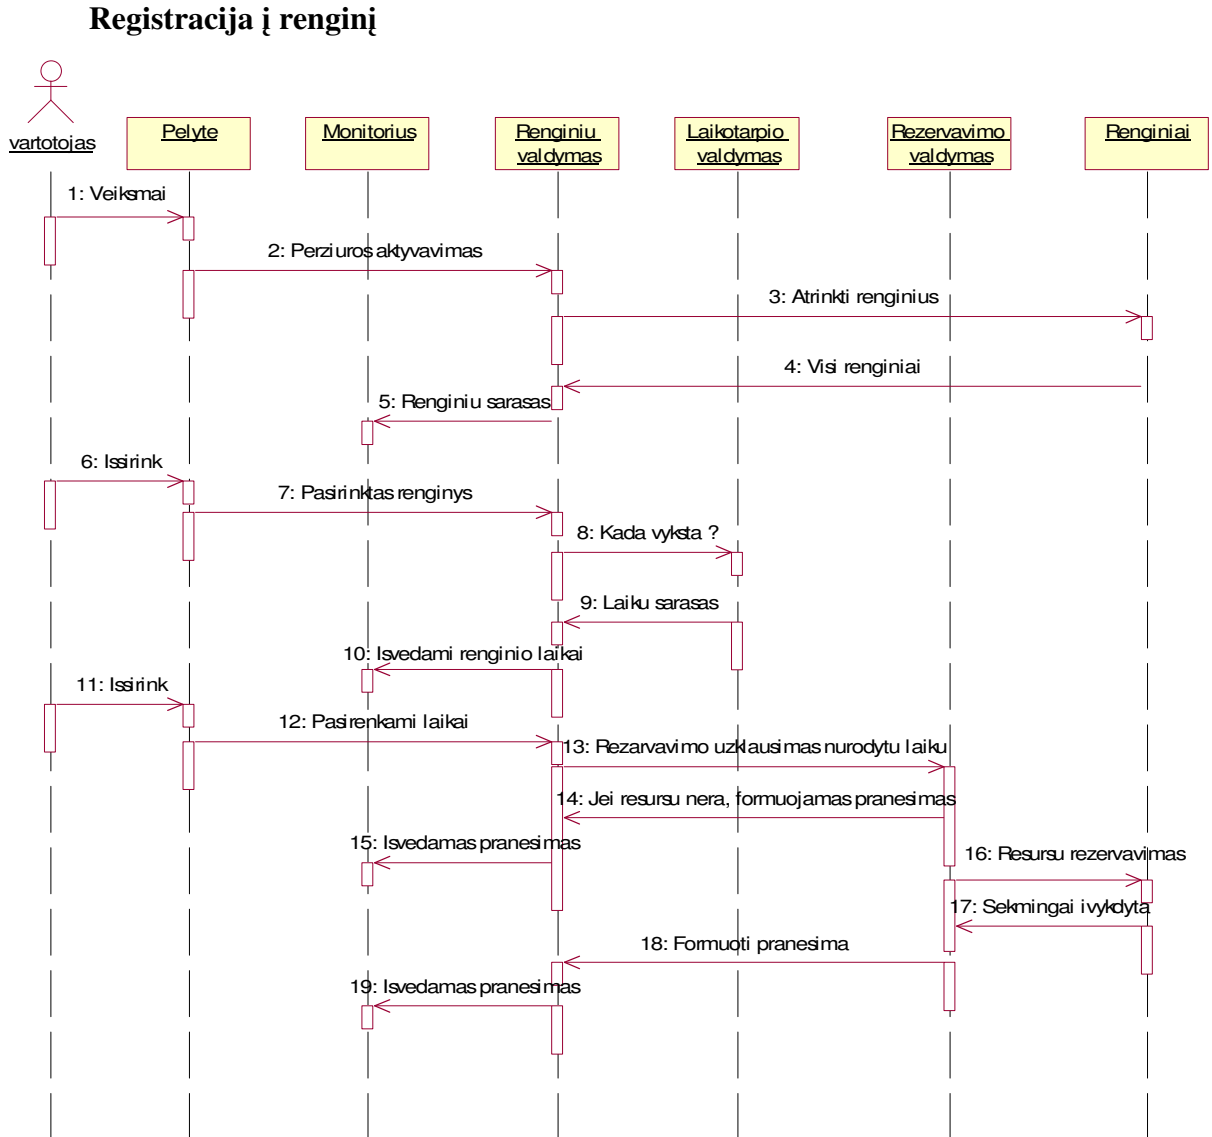 Registracija į renginį
vartotojas
Pelyte
Monitorius
Renginiu
valdymas
Laikotarpio
valdymas
Rezervavimo
valdymas
Renginiai
1: Veiksmai
2: Perziuros aktyvavimas
3: Atrinkti renginius
4: Visi renginiai
5: Renginiu sarasas
6: Issirink
7: Pasirinktas renginys
8: Kada vyksta ?
9: Laiku sarasas
10: Isvedami renginio laikai
11: Issirink
12: Pasirenkami laikai
13: Rezarvavimo uzklausimas nurodytu laiku
14: Jei resursu nera, formuojamas pranesimas
15: Isvedamas pranesimas
16: Resursu rezervavimas
17: Sekmingai ivykdyta
18: Formuoti pranesima
19: Isvedamas pranesimas